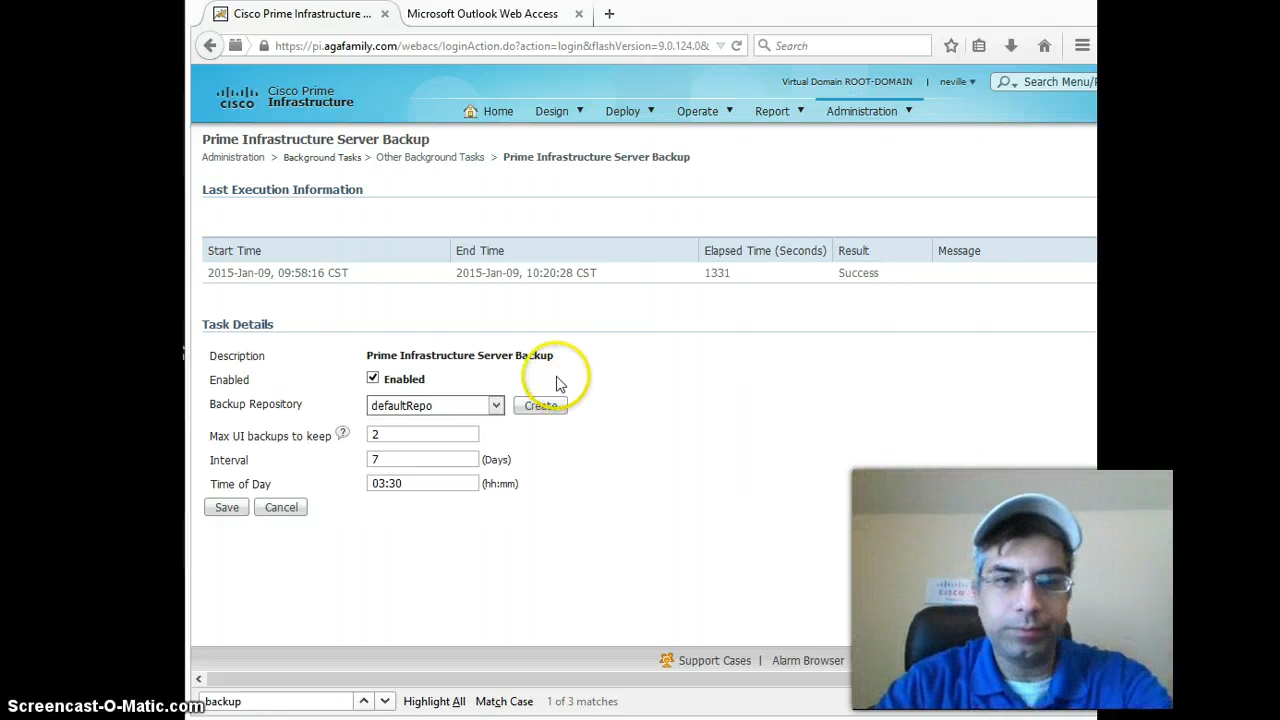 Cisco Prime Infrastructure ... × Microsoft Outlook Web Access × +
https://pi.agafamily.com/webacs/loginAction.do?action=login&flashVersion=9.0.124.0& Search
Virtual Domain ROOT-DOMAIN | neville Search Menu/
cisco Cisco Prime
Infrastructure
Home Design Deploy Operate Report Administration
Prime Infrastructure Server Backup
Administration > Background Tasks > Other Background Tasks > Prime Infrastructure Server Backup
Last Execution Information
Start Time End Time Elapsed Time (Seconds) Result Message
2015-Jan-09, 09:58:16 CST 2015-Jan-09, 10:20:28 CST 1331 Success
Task Details
Description Prime Infrastructure Server Backup
Enabled Enabled
Backup Repository defaultRepo Create
Max UI backups to keep ? 2
Interval 7 (Days)
Time of Day 03:30 (hh:mm)
Save Cancel
cisco
Support Cases | Alarm Browser
backup Highlight All Match Case 1 of 3 matches
Screencast-O-Matic.com